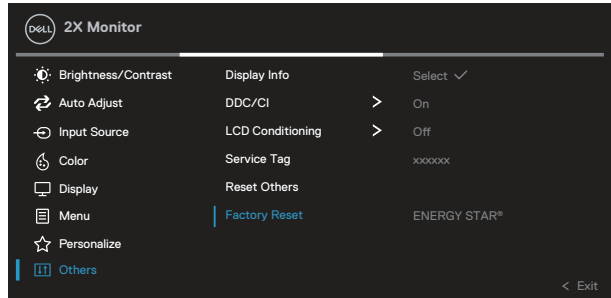 DELL 2X Monitor
Brightness/Contrast Display Info Select ✓
Auto Adjust DDC/CI > On
Input Source LCD Conditioning > Off
Color Service Tag xxxxxx
Display Reset Others
Menu Factory Reset ENERGY STAR®
Personalize
Others
< Exit